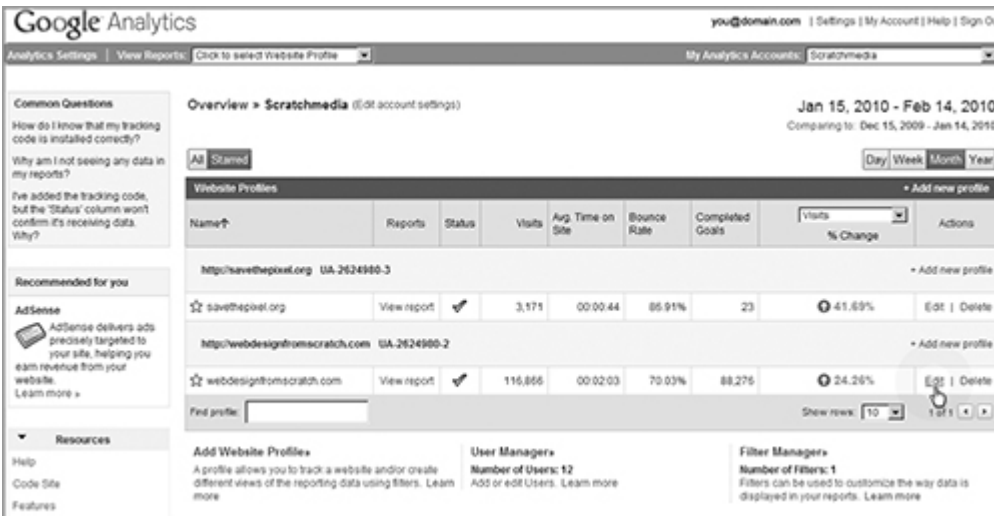 Google Analytics
you@domain.com | Settings | My Account | Help | Sign O
Analytics Settings | View Reports: Click to select Website Profile
My Analytics Accounts: Scratchmedia
Common Questions
How do I know that my tracking
code is installed correctly?
Why am I not seeing any data in
my reports?
I've added the tracking code,
but the 'Status' column won't
confirm it's receiving data.
Why?
Recommended for you
AdSense
AdSense delivers ads
precisely targeted to
your site, helping you
earn revenue from your
website.
Learn more »
Resources
Help
Code Site
Features
Overview » Scratchmedia (Edit account settings)
Jan 15, 2010 - Feb 14, 2010
Comparing to: Dec 15, 2009 - Jan 14, 2010
All Starred
Day Week Month Year
Website Profiles + Add new profile
Name Reports Status Visits Avg. Time on Site Bounce Rate Completed Goals Visits % Change Actions
http://savethepixel.org UA-2624980-3 + Add new profile
savethepixel.org View report 3,171 00:00:44 85.91% 23 41.69% Edit | Delete
http://webdesignfromscratch.com UA-2624980-2 + Add new profile
webdesignfromscratch.com View report 116,866 00:02:03 70.03% 88,276 24.26% Edit | Delete
Find profile: Show rows: 10 1 of 1
Add Website Profile»
A profile allows you to track a website and/or create
different views of the reporting data using filters. Learn
more
User Manager»
Number of Users: 12
Add or edit Users. Learn more
Filter Manager»
Number of Filters: 1
Filters can be used to customize the way data is
displayed in your reports. Learn more